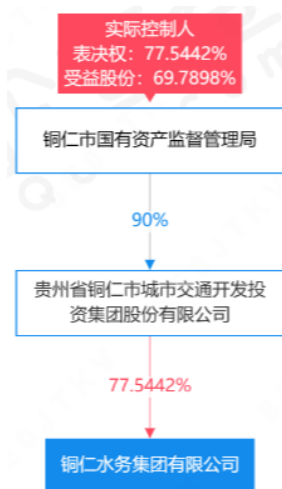 实际控制人
表决权：77.5442%
受益股份：69.7898%
铜仁市国有资产监督管理局
90%
贵州省铜仁市城市交通开发投
资集团股份有限公司
77.5442%
铜仁水务集团有限公司